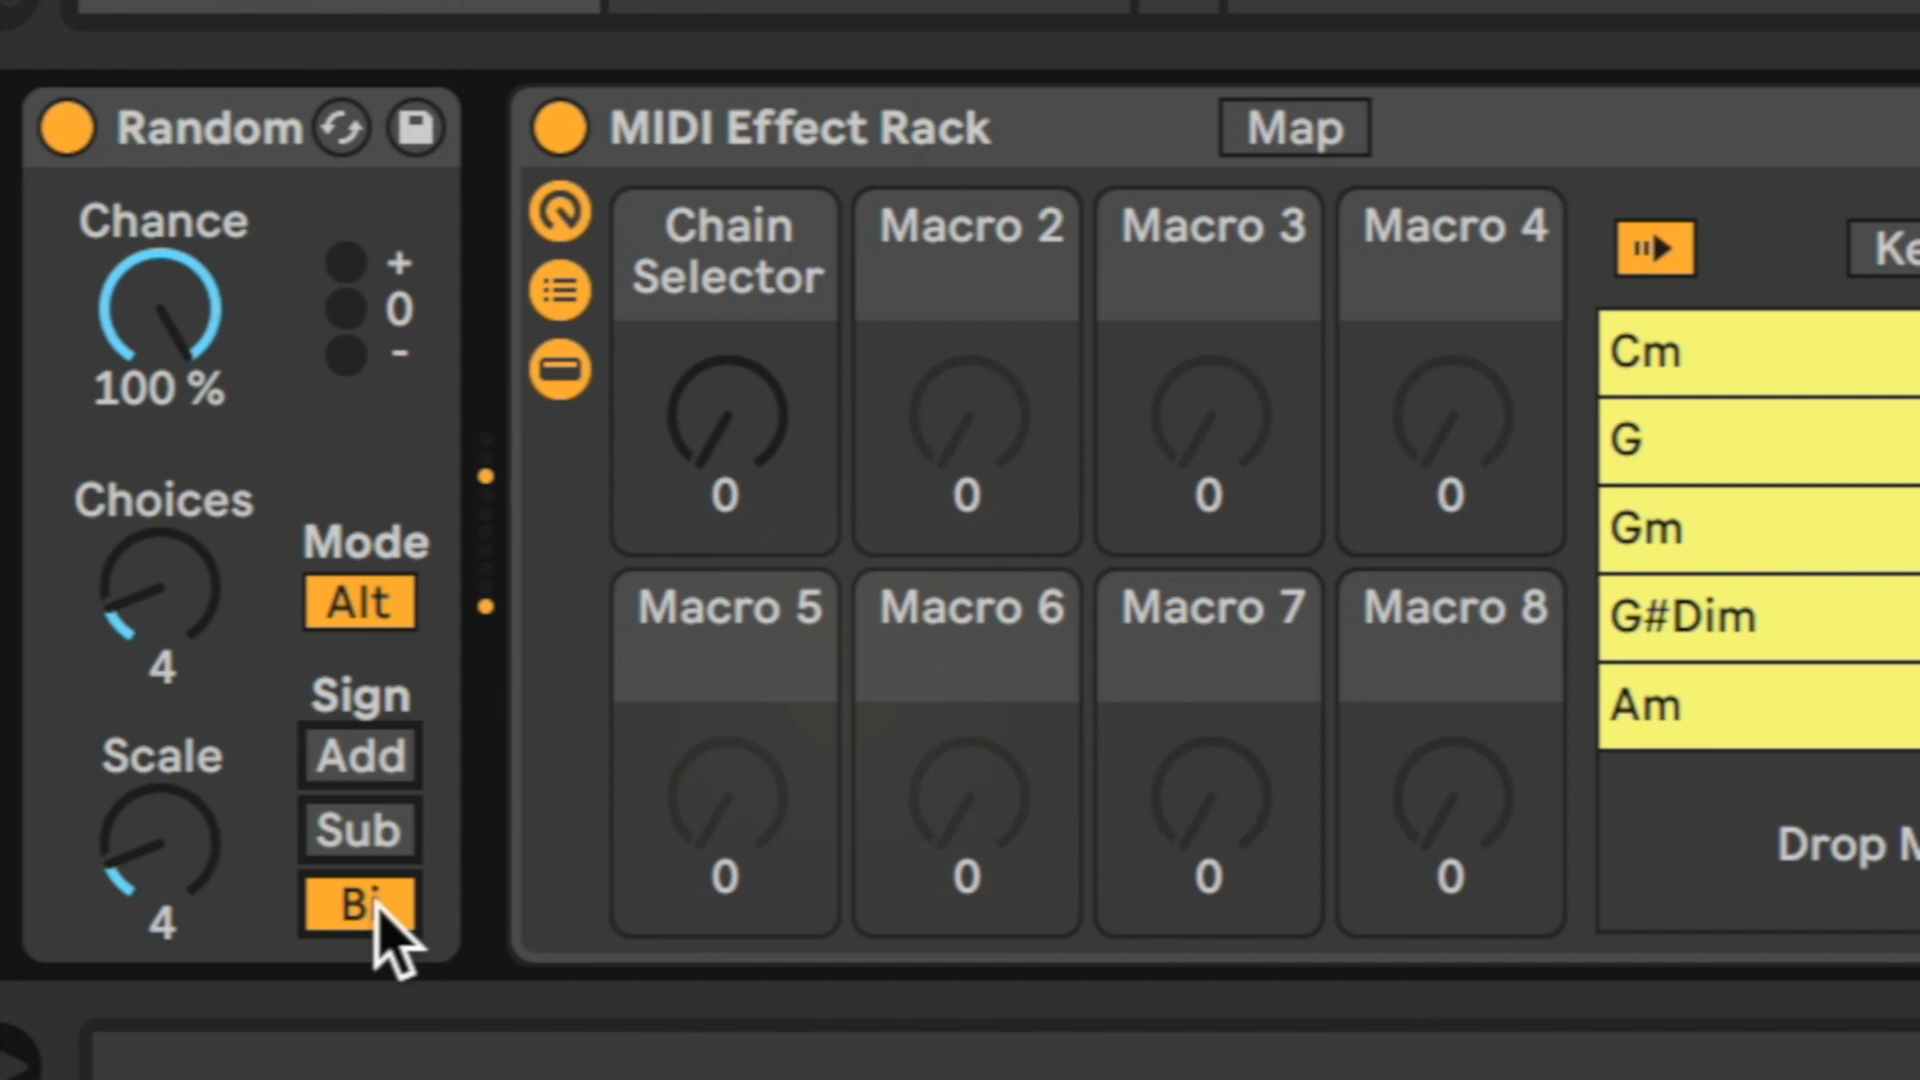 Random
Chance
+
0
-
100 %
Choices
4
Mode
Alt
Sign
Add
Sub
Bi
Scale
4
MIDI Effect Rack
Map
Chain
Selector
0
Macro 2
0
Macro 3
0
Macro 4
0
Macro 5
0
Macro 6
0
Macro 7
0
Macro 8
0
Ke
Cm
G
Gm
G#Dim
Am
Drop M